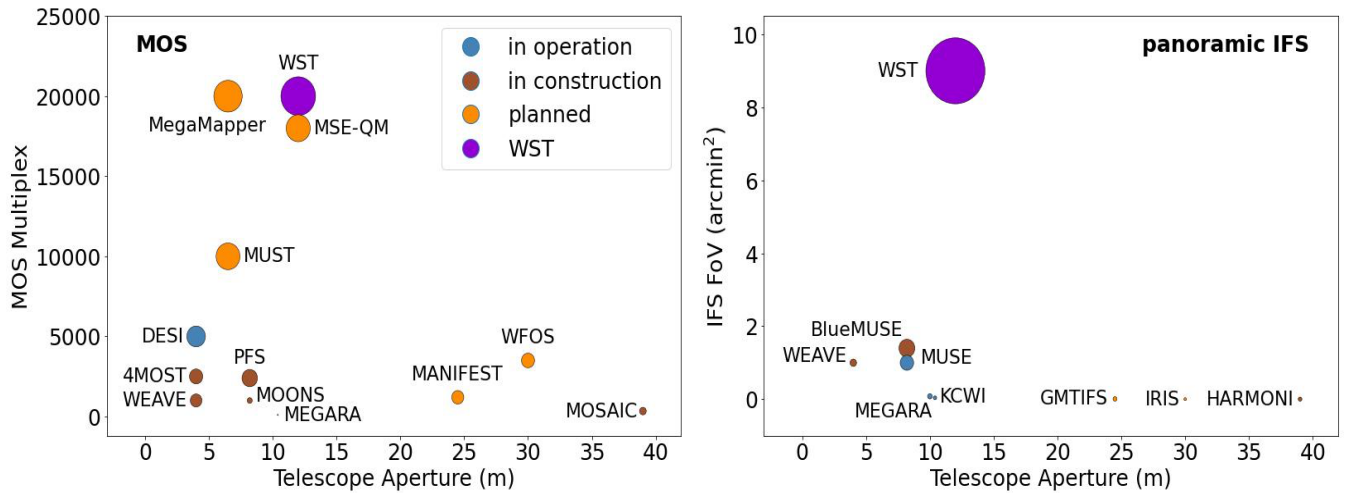 MOS
WST
MegaMapper
MSE-QM
MUST
DESI
4MOST
WEAVE
PFS
MOONS
MEGARA
MANIFEST
WFOS
MOSAIC
in operation
in construction
planned
WST
25000
20000
15000
10000
5000
0
MOS Multiplex
0 5 10 15 20 25 30 35 40
Telescope Aperture (m)
panoramic IFS
WST
BlueMUSE
WEAVE
MUSE
KCWI
MEGARA
GMTIFS
IRIS
HARMONI
10
8
6
4
2
0
IFS FoV (arcmin²)
0 5 10 15 20 25 30 35 40
Telescope Aperture (m)